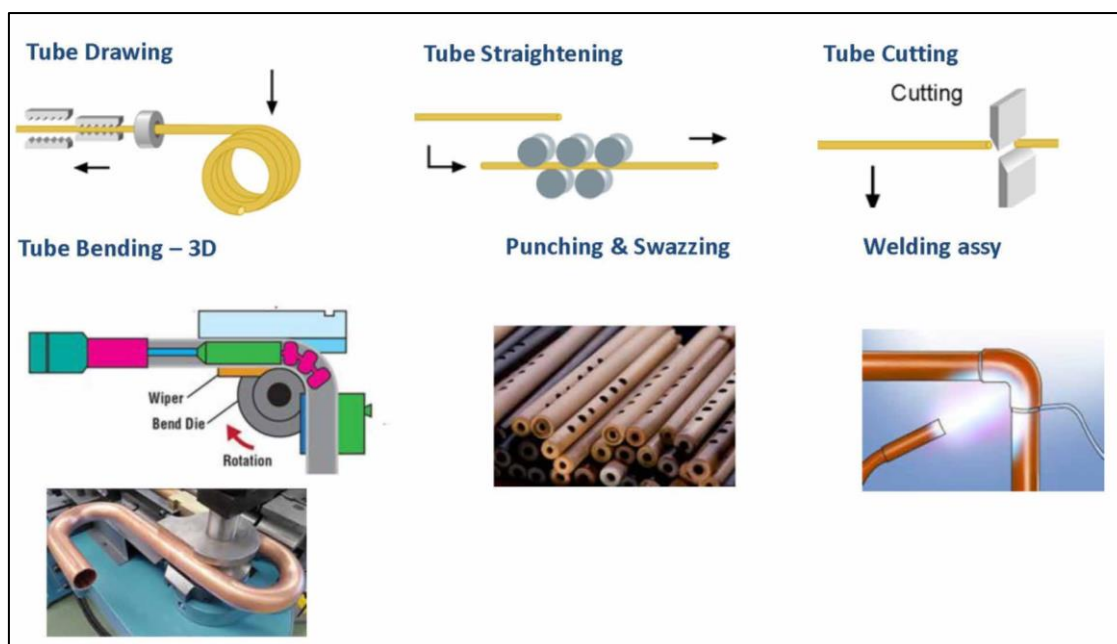 Tube Drawing
Tube Straightening
Tube Cutting
Cutting
Tube Bending – 3D
Punching & Swazzing
Welding assy
Wiper
Bend Die
Rotation